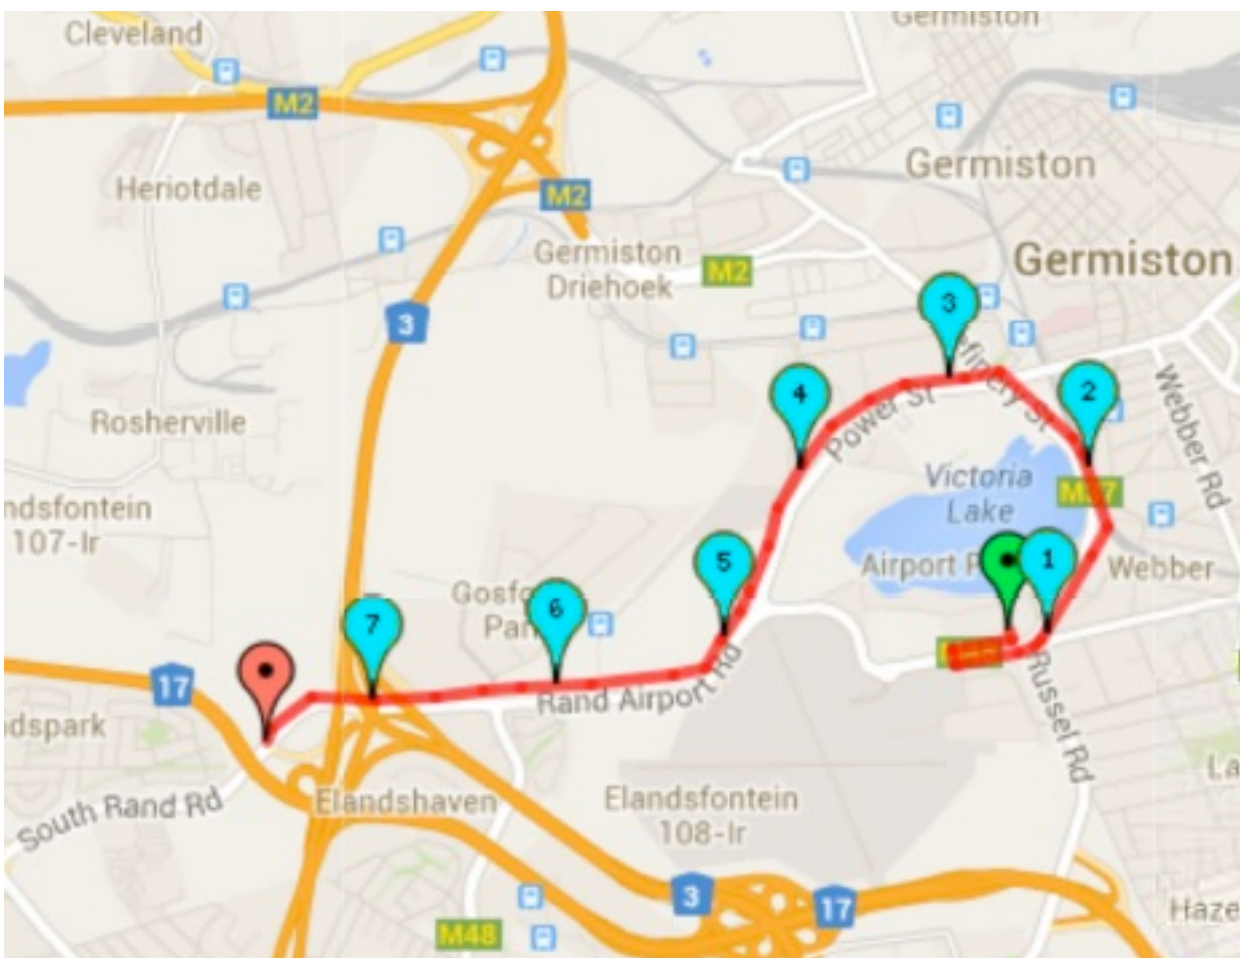 Cleveland
Germiston
M2
Heriotdale
M2
Germiston
Germiston
Driehoek
M2
Germiston
3
3
Rosherville
4
2
Power St
Webber Rd
Victoria
Lake
ndsfontein
107-Ir
Airport P
1
Webber
5
Gosfo
6
7
Rand Airport Rd
Russel Rd
17
dspark
South Rand Rd
Elandshaven
Elandsfontein
108-Ir
La
3
17
M48
Haze